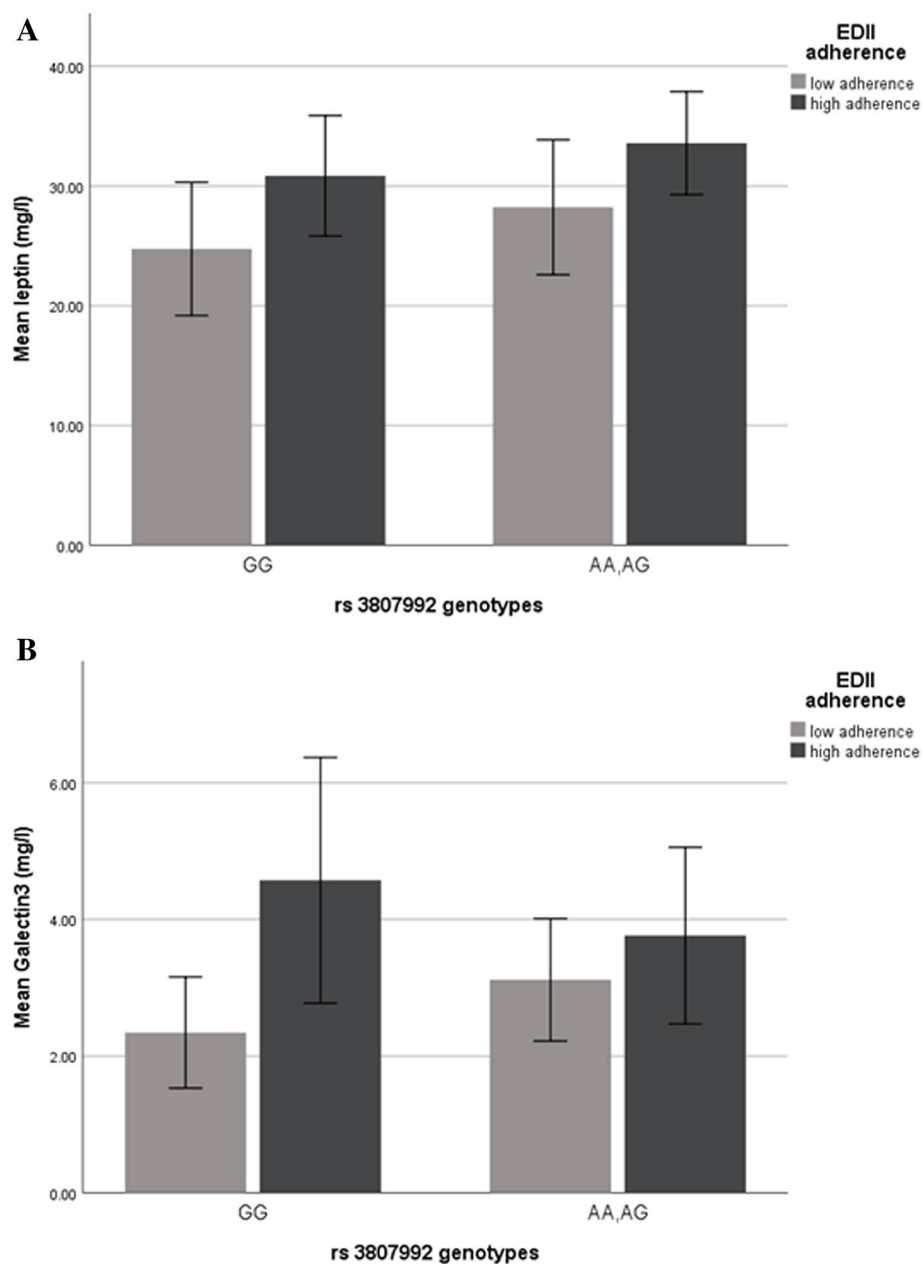 A
EDII
adherence
low adherence
high adherence
40.00
30.00
20.00
10.00
0.00
Mean leptin (mg/l)
GG
AA,AG
rs 3807992 genotypes
B
EDII
adherence
low adherence
high adherence
6.00
4.00
2.00
0.00
Mean Galectin3 (mg/l)
GG
AA,AG
rs 3807992 genotypes